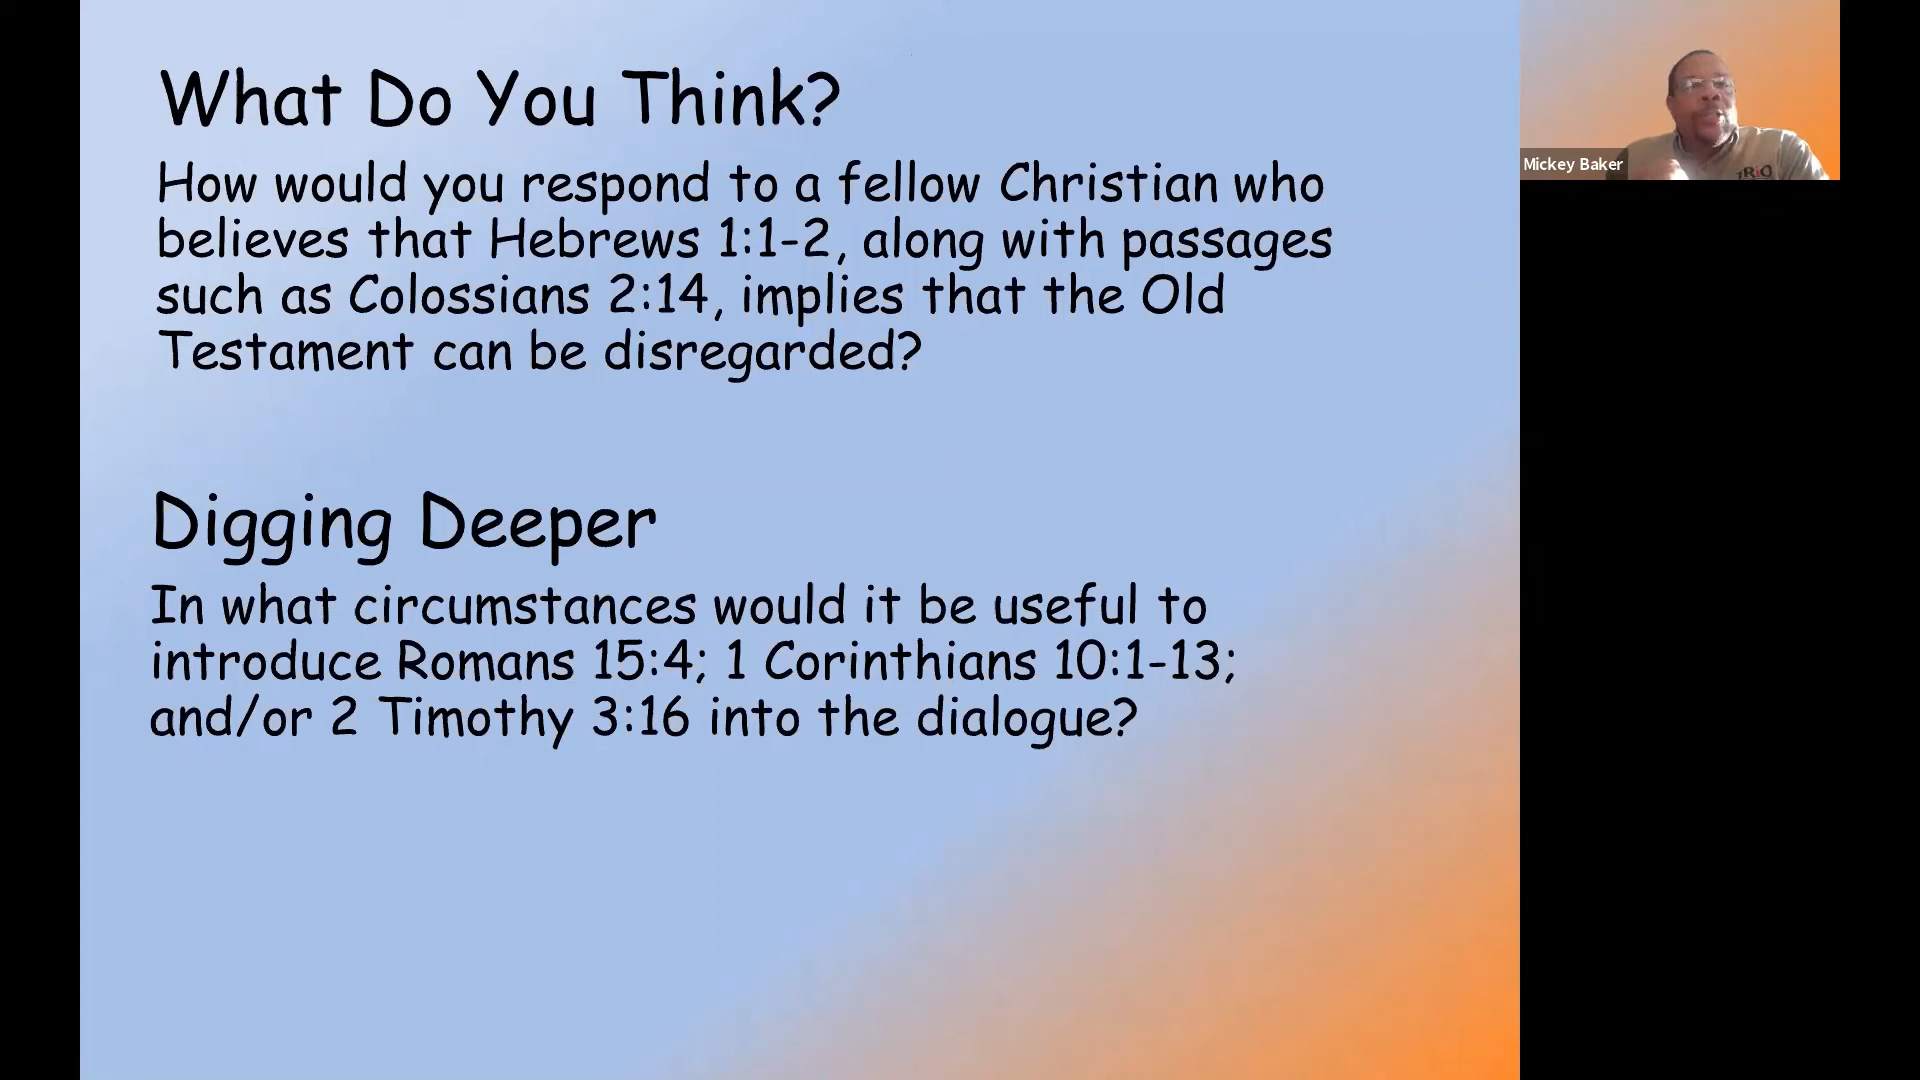 What Do You Think?
How would you respond to a fellow Christian who
believes that Hebrews 1:1-2, along with passages
such as Colossians 2:14, implies that the Old
Testament can be disregarded?
Digging Deeper
In what circumstances would it be useful to
introduce Romans 15:4; 1 Corinthians 10:1-13;
and/or 2 Timothy 3:16 into the dialogue?
Mickey Baker